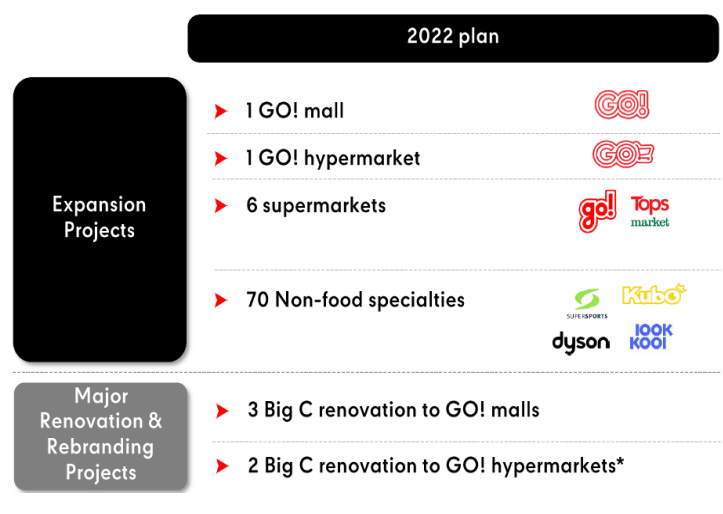 2022 plan
Expansion
Projects
1 GO! mall
GO!
1 GO! hypermarket
GO!
6 supermarkets
go!
Tops
market
70 Non-food specialties
SUPERSPORTS
Kubo
dyson
lOOK
KOOl
Major
Renovation &
Rebranding
Projects
3 Big C renovation to GO! malls
2 Big C renovation to GO! hypermarkets*